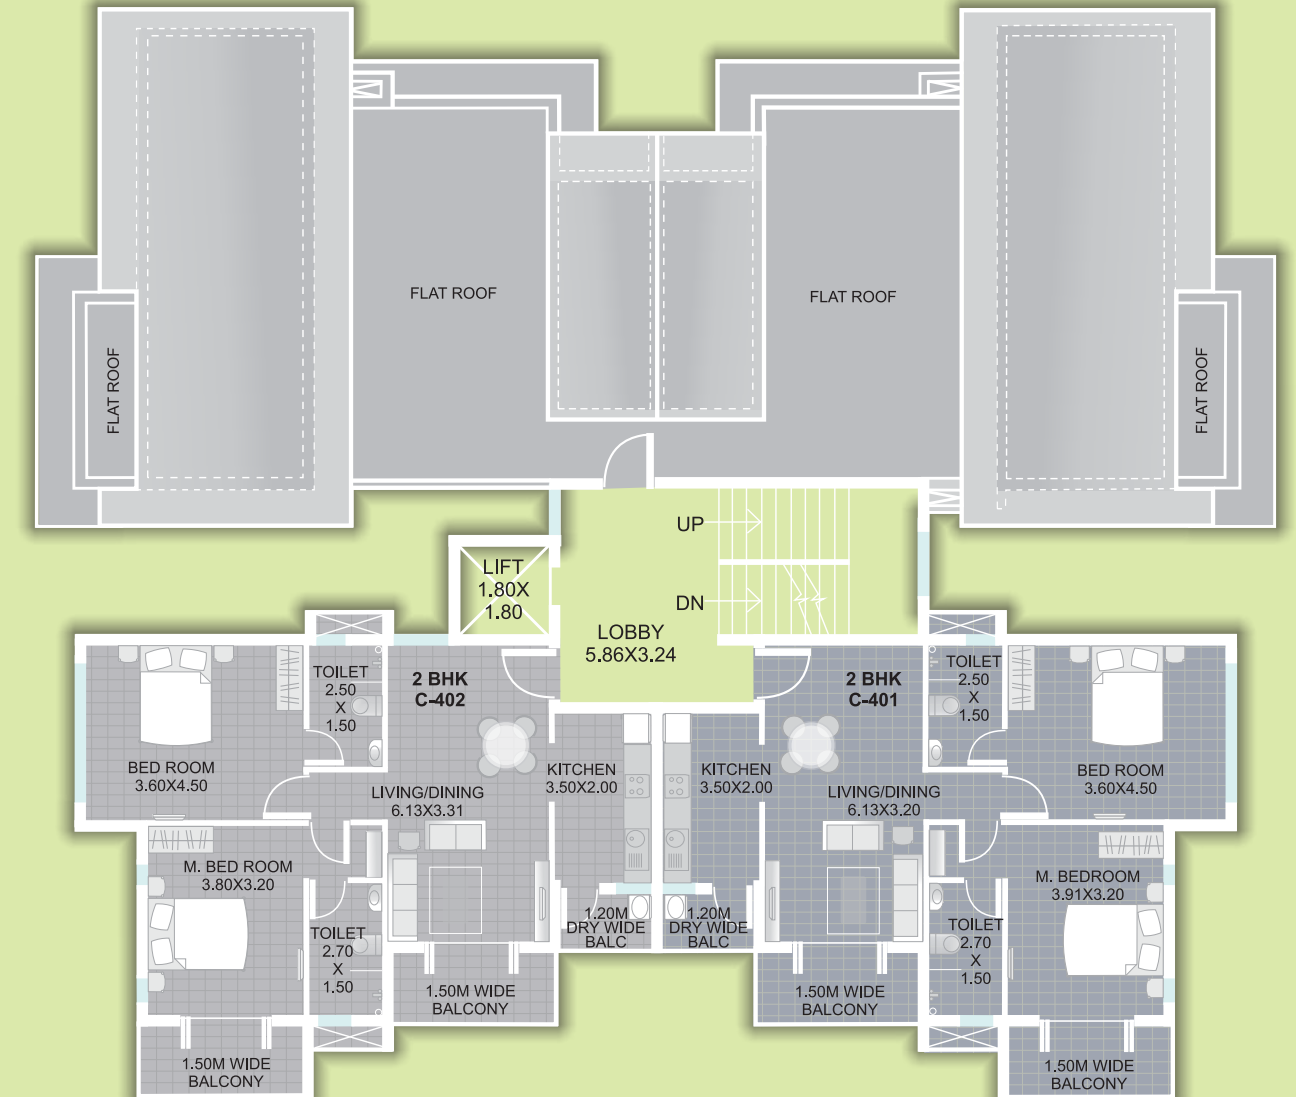 FLAT ROOF
FLAT ROOF
FLAT ROOF
FLAT ROOF
UP
DN
LIFT
1.80X
1.80
LOBBY
5.86X3.24
2 BHK
C-402
2 BHK
C-401
TOILET
2.50
X
1.50
TOILET
2.50
X
1.50
BED ROOM
3.60X4.50
KITCHEN
3.50X2.00
KITCHEN
3.50X2.00
BED ROOM
3.60X4.50
LIVING/DINING
6.13X3.31
LIVING/DINING
6.13X3.20
M. BED ROOM
3.80X3.20
M. BEDROOM
3.91X3.20
TOILET
2.70
X
1.50
1.20M
DRY WIDE
BALC
1.20M
DRY WIDE
BALC
TOILET
2.70
X
1.50
1.50M WIDE
BALCONY
1.50M WIDE
BALCONY
1.50M WIDE
BALCONY
1.50M WIDE
BALCONY